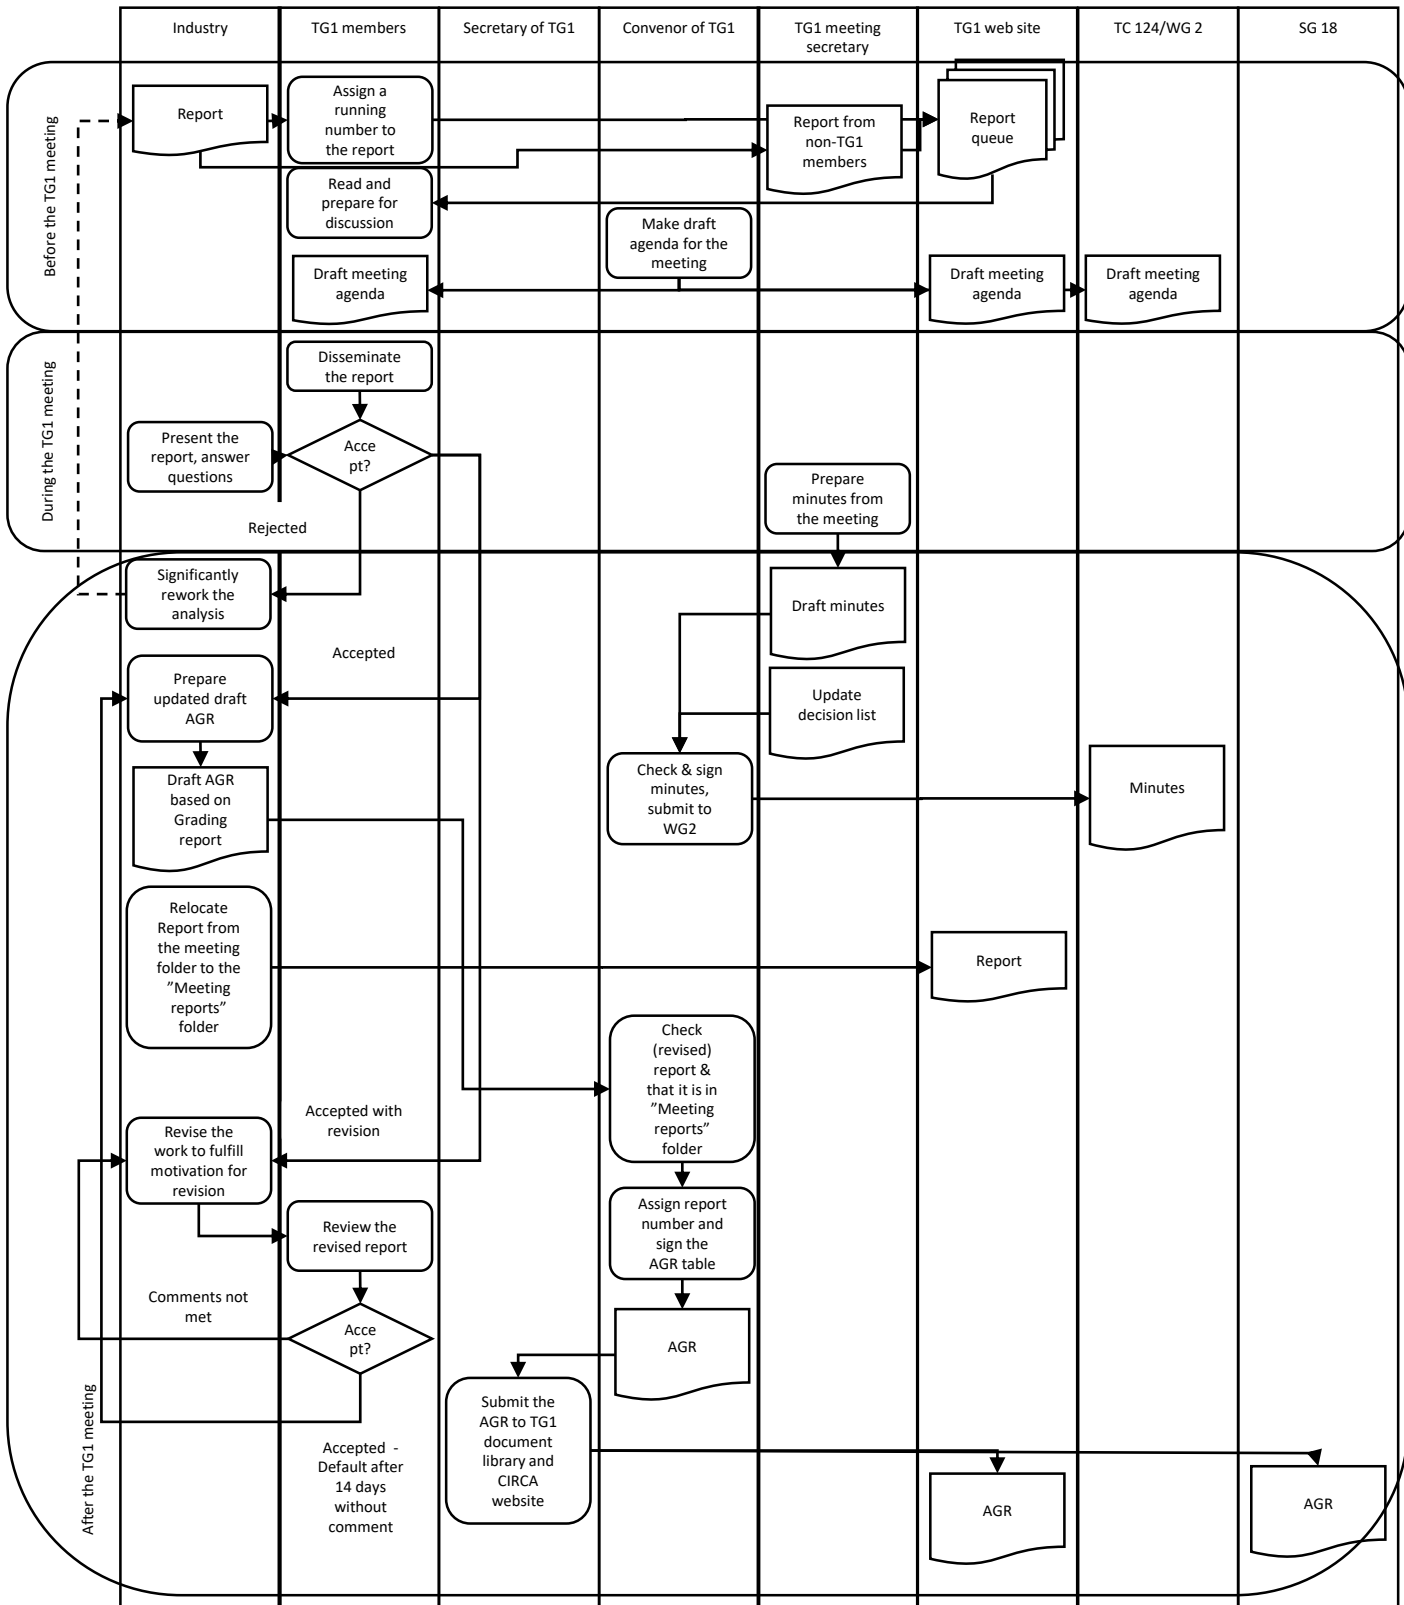 Industry
TG1 members
Secretary of TG1
Convenor of TG1
TG1 meeting
secretary
TG1 web site
TC 124/WG 2
SG 18
Before the TG1 meeting
Report
Assign a
running
number to
the report
Report from
non-TG1
members
Report
queue
Read and
prepare for
discussion
Make draft
agenda for the
meeting
Draft meeting
agenda
Draft meeting
agenda
Draft meeting
agenda
During the TG1 meeting
Disseminate
the report
Present the
report, answer
questions
Acce
pt?
Prepare
minutes from
the meeting
Rejected
After the TG1 meeting
Significantly
rework the
analysis
Draft minutes
Accepted
Prepare
updated draft
AGR
Update
decision list
Draft AGR
based on
Grading
report
Check & sign
minutes,
submit to
WG2
Minutes
Relocate
Report from
the meeting
folder to the
”Meeting
reports”
folder
Report
Check
(revised)
report &
that it is in
”Meeting
reports”
folder
Accepted with
revision
Revise the
work to fulfill
motivation for
revision
Assign report
number and
sign the
AGR table
Review the
revised report
Comments not
met
Acce
pt?
AGR
Submit the
AGR to TG1
document
library and
CIRCA
website
Accepted -
Default after
14 days
without
comment
AGR
AGR